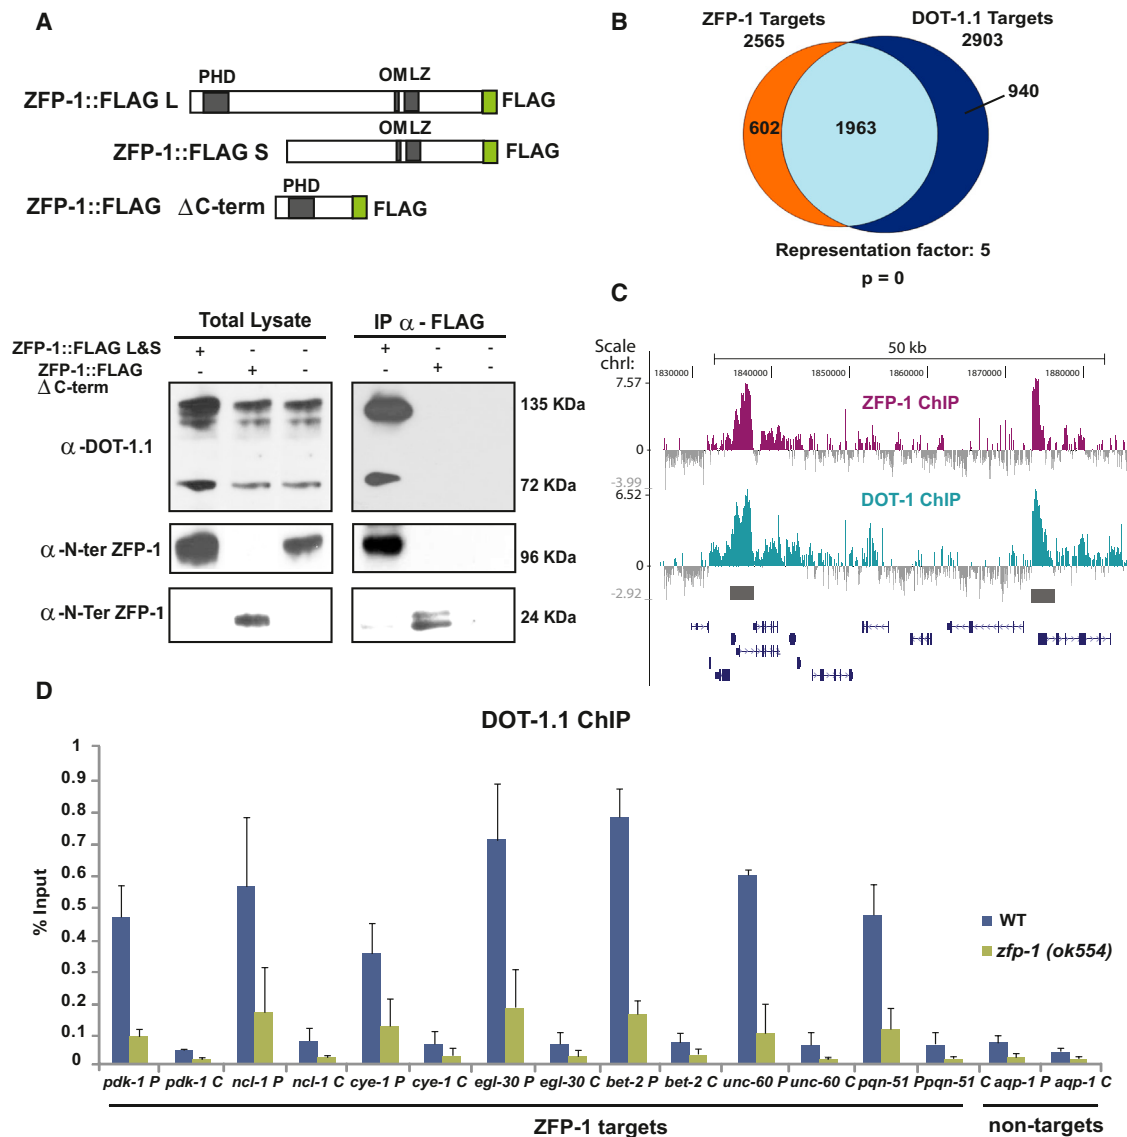 A
PHD
OM LZ
ZFP-1::FLAG L
FLAG
OM LZ
ZFP-1::FLAG S
FLAG
PHD
ZFP-1::FLAG ΔC-term
FLAG
Total Lysate
IP α - FLAG
ZFP-1::FLAG L&S
+ - - + - -
ZFP-1::FLAG
Δ C-term
- + - - + -
α-DOT-1.1
135 KDa
72 KDa
α-N-ter ZFP-1
96 KDa
α-N-Ter ZFP-1
24 KDa
B
ZFP-1 Targets
2565
DOT-1.1 Targets
2903
602
1963
940
Representation factor: 5
p = 0
C
Scale
50 kb
chrI:
1830000 1840000 1850000 1860000 1870000 1880000
7.57
ZFP-1 ChIP
0
-3.99
6.52
DOT-1 ChIP
0
-2.92
D
DOT-1.1 ChIP
% Input
1
0.9
0.8
0.7
0.6
0.5
0.4
0.3
0.2
0.1
0
WT
zfp-1 (ok554)
pdk-1 P pdk-1 C ncl-1 P ncl-1 C cye-1 P cye-1 C egl-30 P egl-30 C bet-2 P bet-2 C unc-60 P unc-60 C pqn-51 P pqn-51 C aqp-1 P aqp-1 C
ZFP-1 targets
non-targets